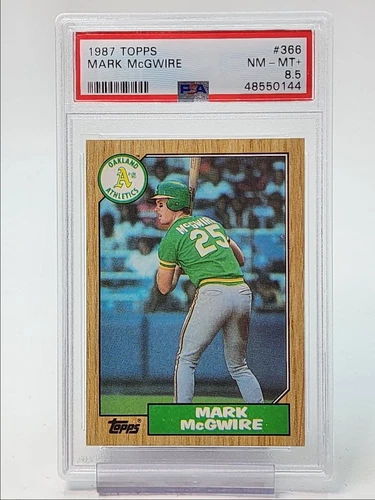 1987 TOPPS #366
MARK McGWIRE NM - MT+
8.5
PSA 48550144
OAKLAND
A's
ATHLETICS
McGWIRE
25
topps
MARK
McGWIRE